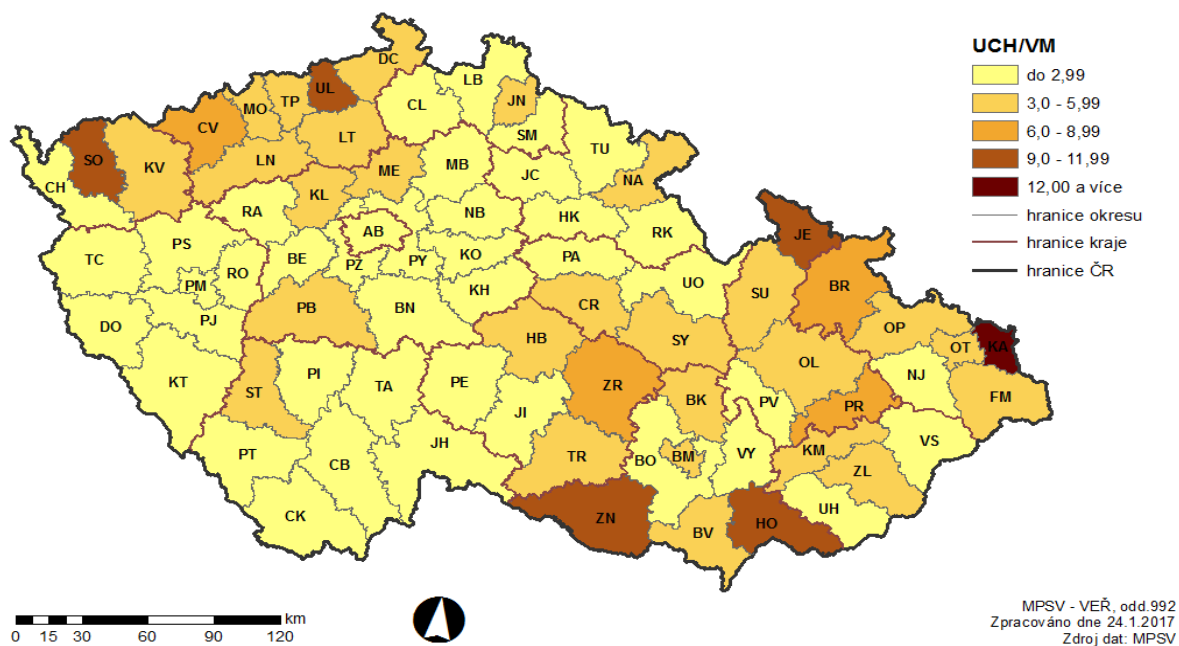 UCH/VM
do 2,99
3,0 - 5,99
6,0 - 8,99
9,0 - 11,99
12,00 a více
hranice okresu
hranice kraje
hranice ČR
DC
LB
UL
TP
MO
CL
JN
CV
LT
SM
TU
SO
KV
LN
ME
MB
JC
NA
CH
KL
RA
NB
HK
RK
JE
AB
PS
BE
PZ
PY
KO
PA
TC
RO
PM
KH
UO
SU
BR
PB
BN
CR
DO
PJ
OP
HB
SY
OT
KA
OL
NJ
KT
ST
PI
TA
PE
ZR
BK
PV
PR
FM
JI
JH
TR
BO
BM
VY
KM
VS
PT
CB
ZL
CK
ZN
BV
HO
UH
km
0 15 30 60 90 120
MPSV - VEŘ, odd.992
Zpracováno dne 24.1.2017
Zdroj dat: MPSV